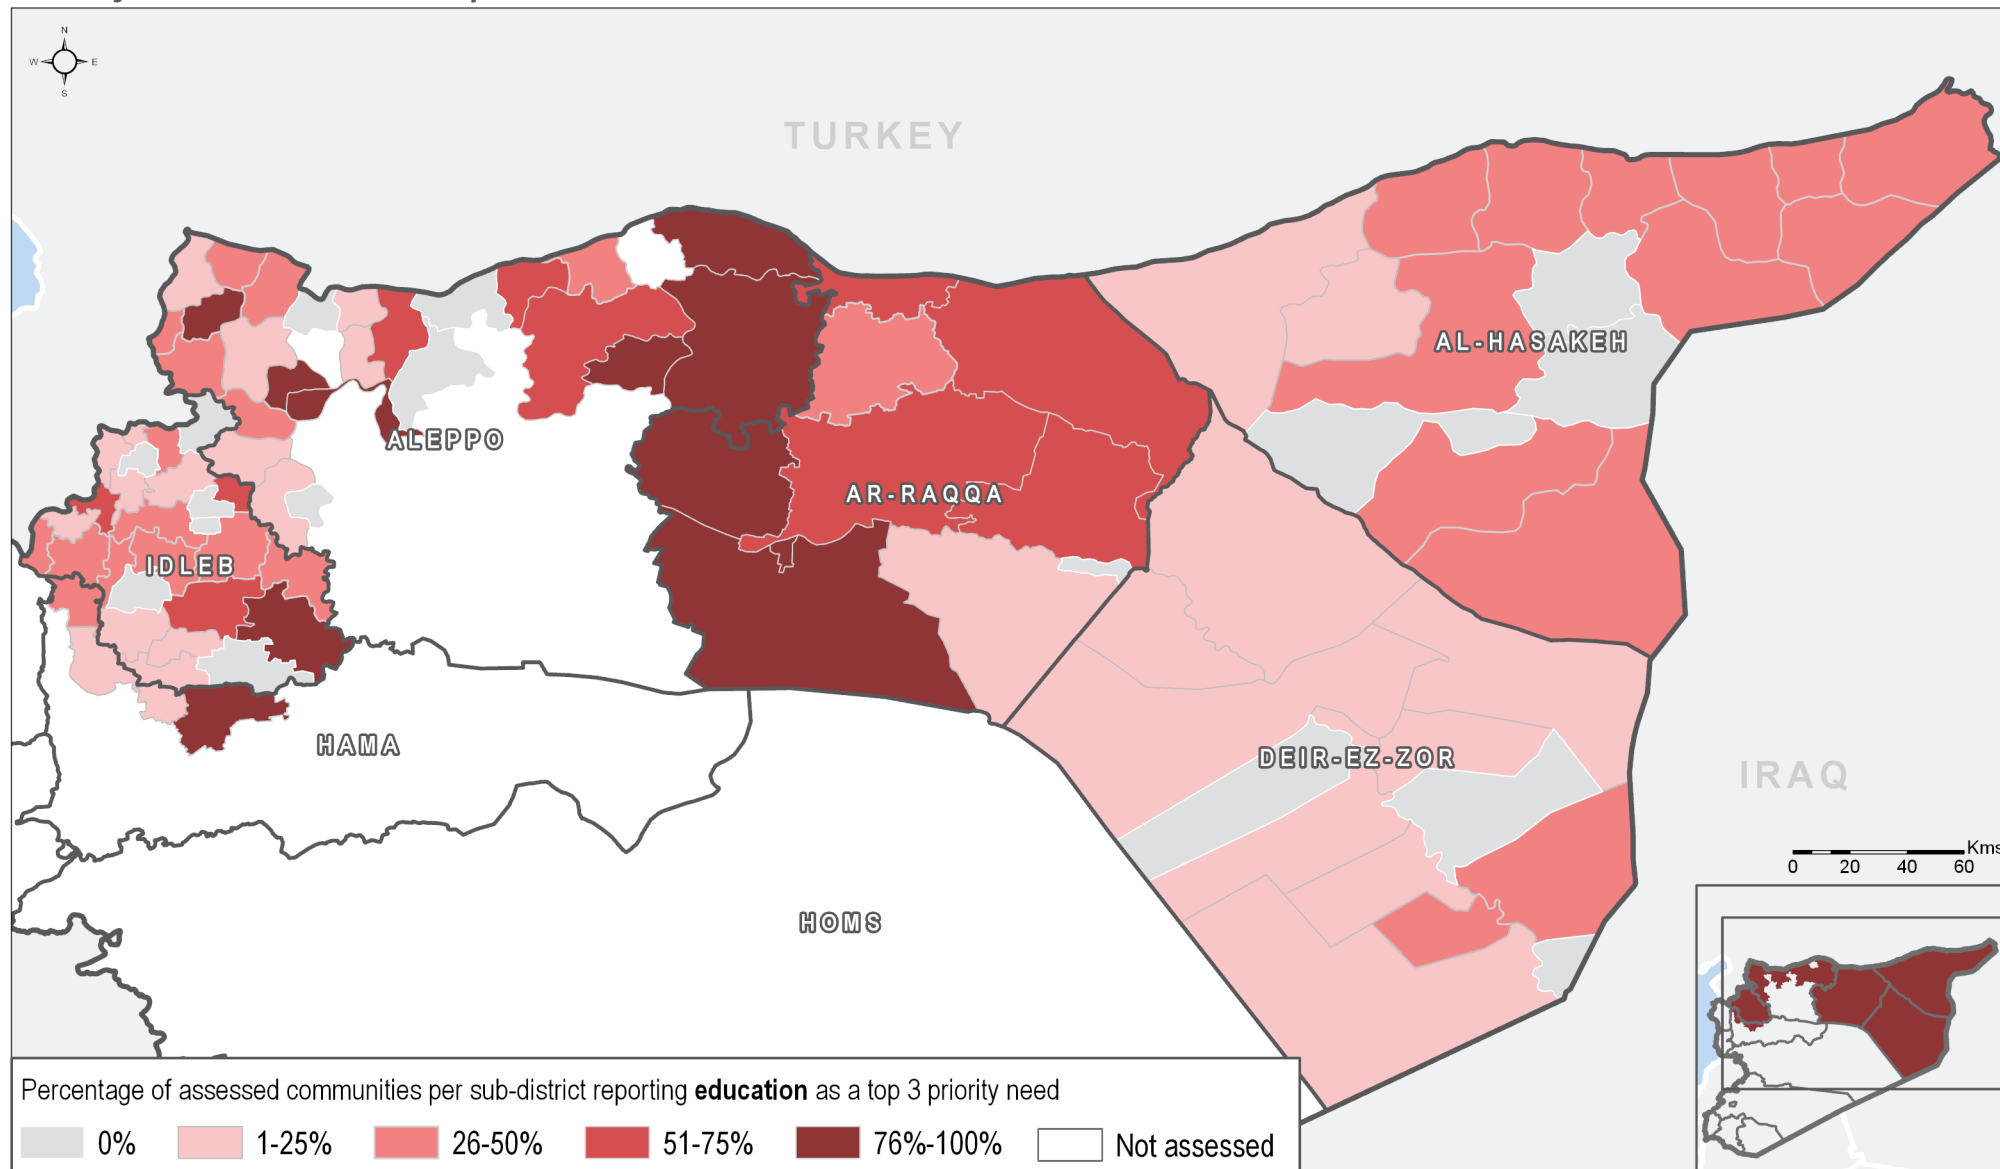 N
W E
S
TURKEY
AL-HASAKEH
ALEPPO
AR-RAQQA
IDLEB
HAMA
DEIR-EZ-ZOR
IRAQ
Kms
0 20 40 60
HOMS
Percentage of assessed communities per sub-district reporting education as a top 3 priority need
0% 1-25% 26-50% 51-75% 76%-100% Not assessed